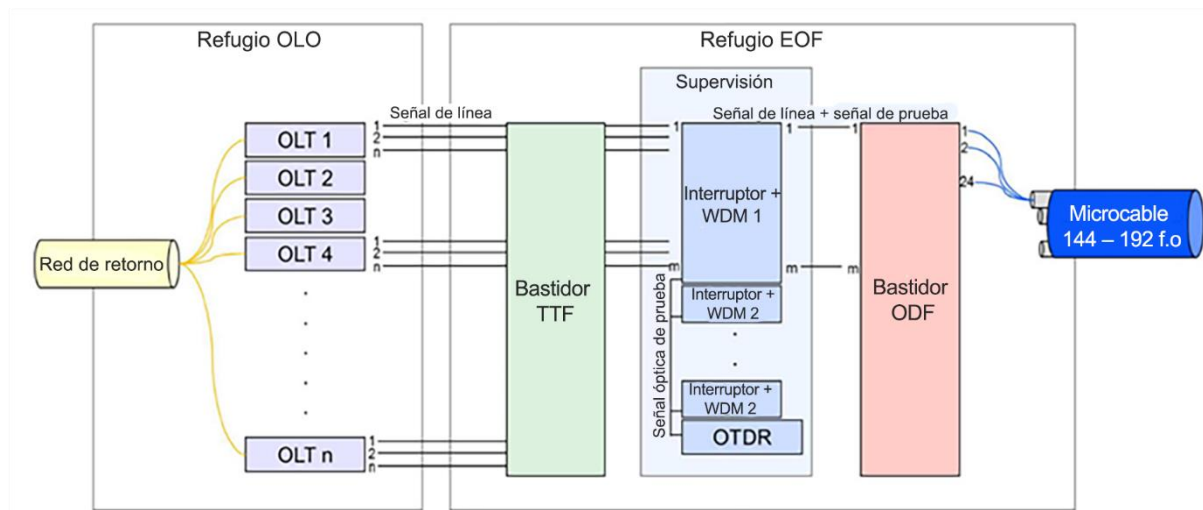 Refugio OLO
Refugio EOF
Supervisión
Señal de línea
Señal de línea + señal de prueba
OLT 1
1
2
n
OLT 2
OLT 3
OLT 4
1
2
n
OLT n
1
2
n
Red de retorno
Bastidor
TTF
1
m
Interruptor +
WDM 1
1
m
Interruptor +
WDM 2
Interruptor +
WDM 2
OTDR
Señal óptica de prueba
1
m
Bastidor
ODF
1
2
24
Microcable
144 – 192 f.o